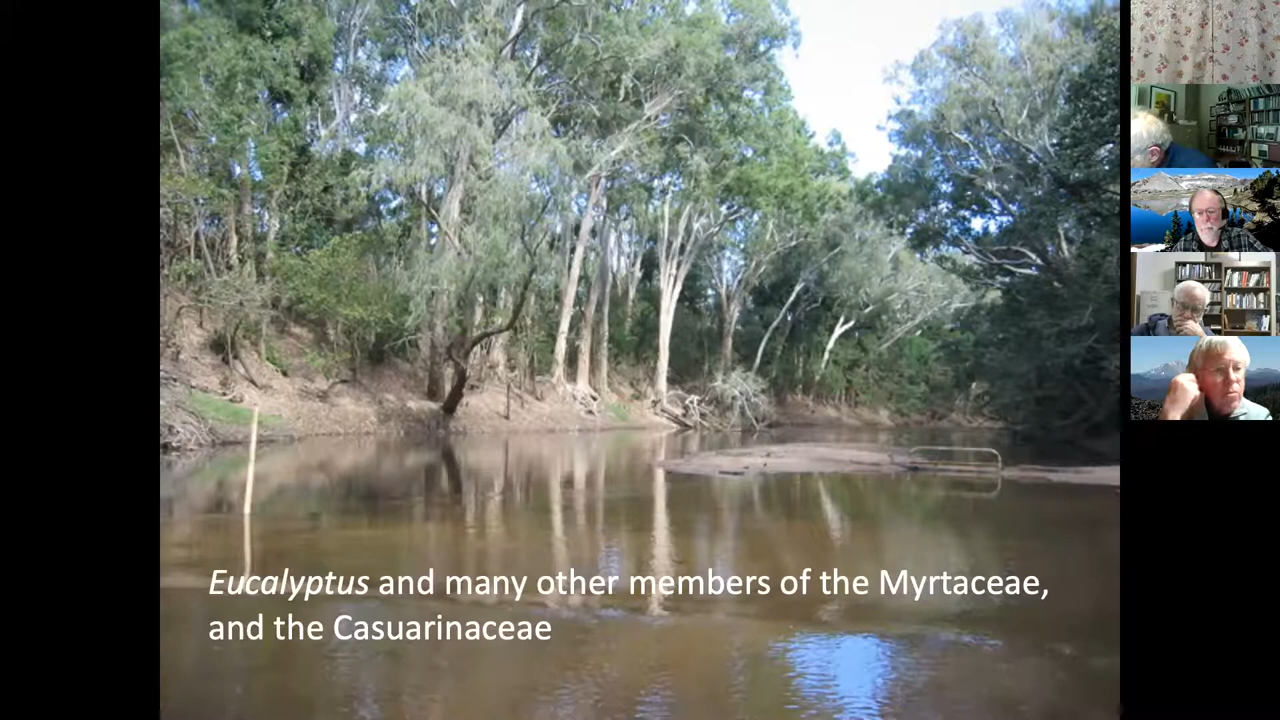 Eucalyptus and many other members of the Myrtaceae,
and the Casuarinaceae